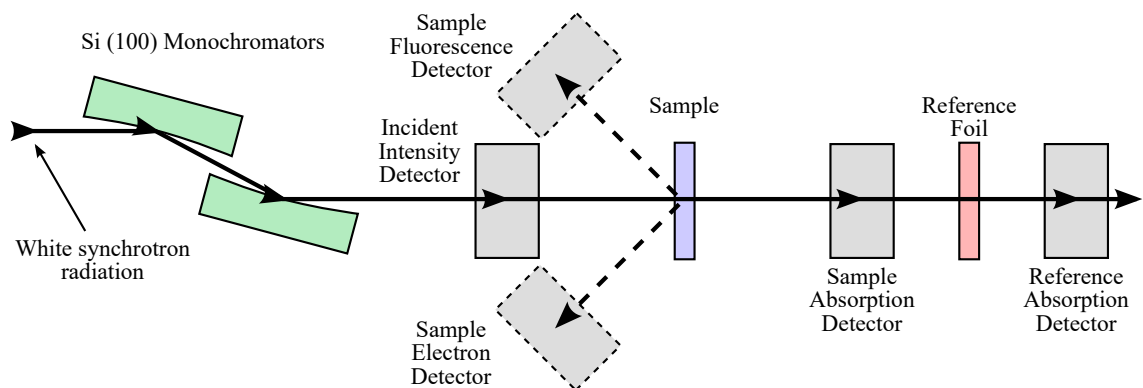 Si (100) Monochromators
Sample
Fluorescence
Detector
Sample
Reference
Foil
Incident
Intensity
Detector
White synchrotron
radiation
Sample
Electron
Detector
Sample
Absorption
Detector
Reference
Absorption
Detector